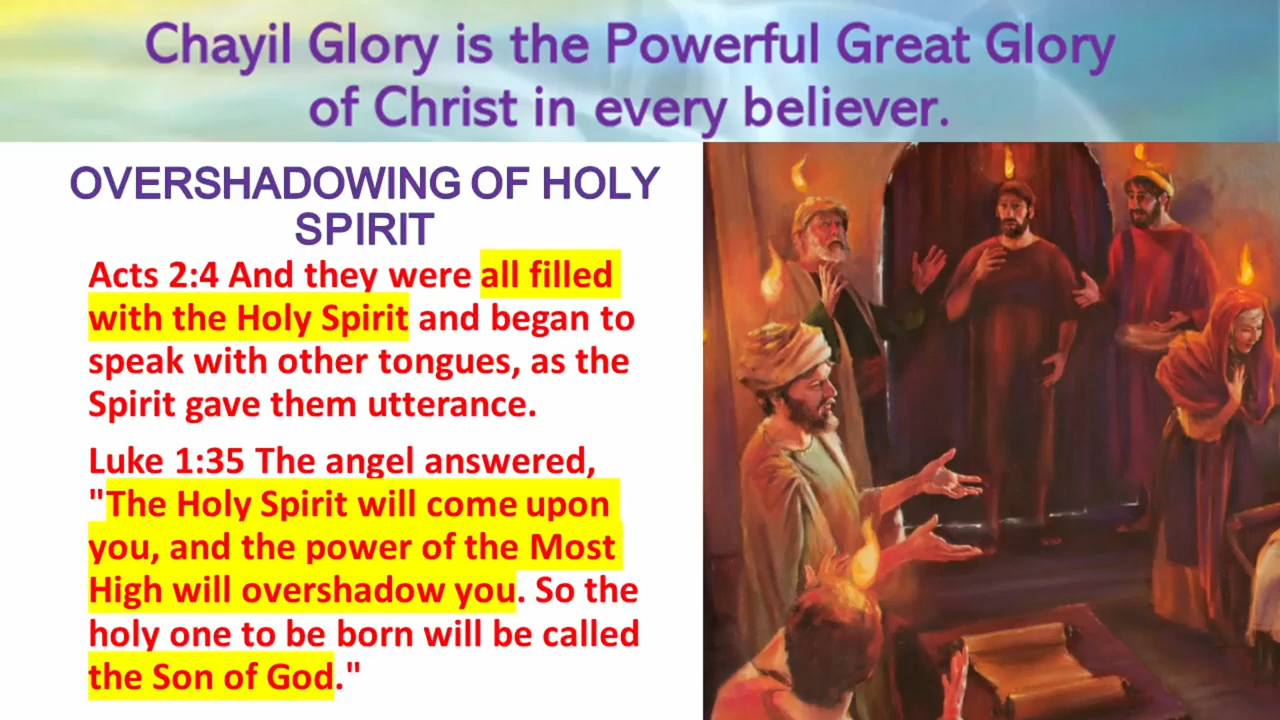 Chayil Glory is the Powerful Great Glory
of Christ in every believer.
OVERSHADOWING OF HOLY
SPIRIT
Acts 2:4 And they were all filled
with the Holy Spirit and began to
speak with other tongues, as the
Spirit gave them utterance.
Luke 1:35 The angel answered,
"The Holy Spirit will come upon
you, and the power of the Most
High will overshadow you. So the
holy one to be born will be called
the Son of God."